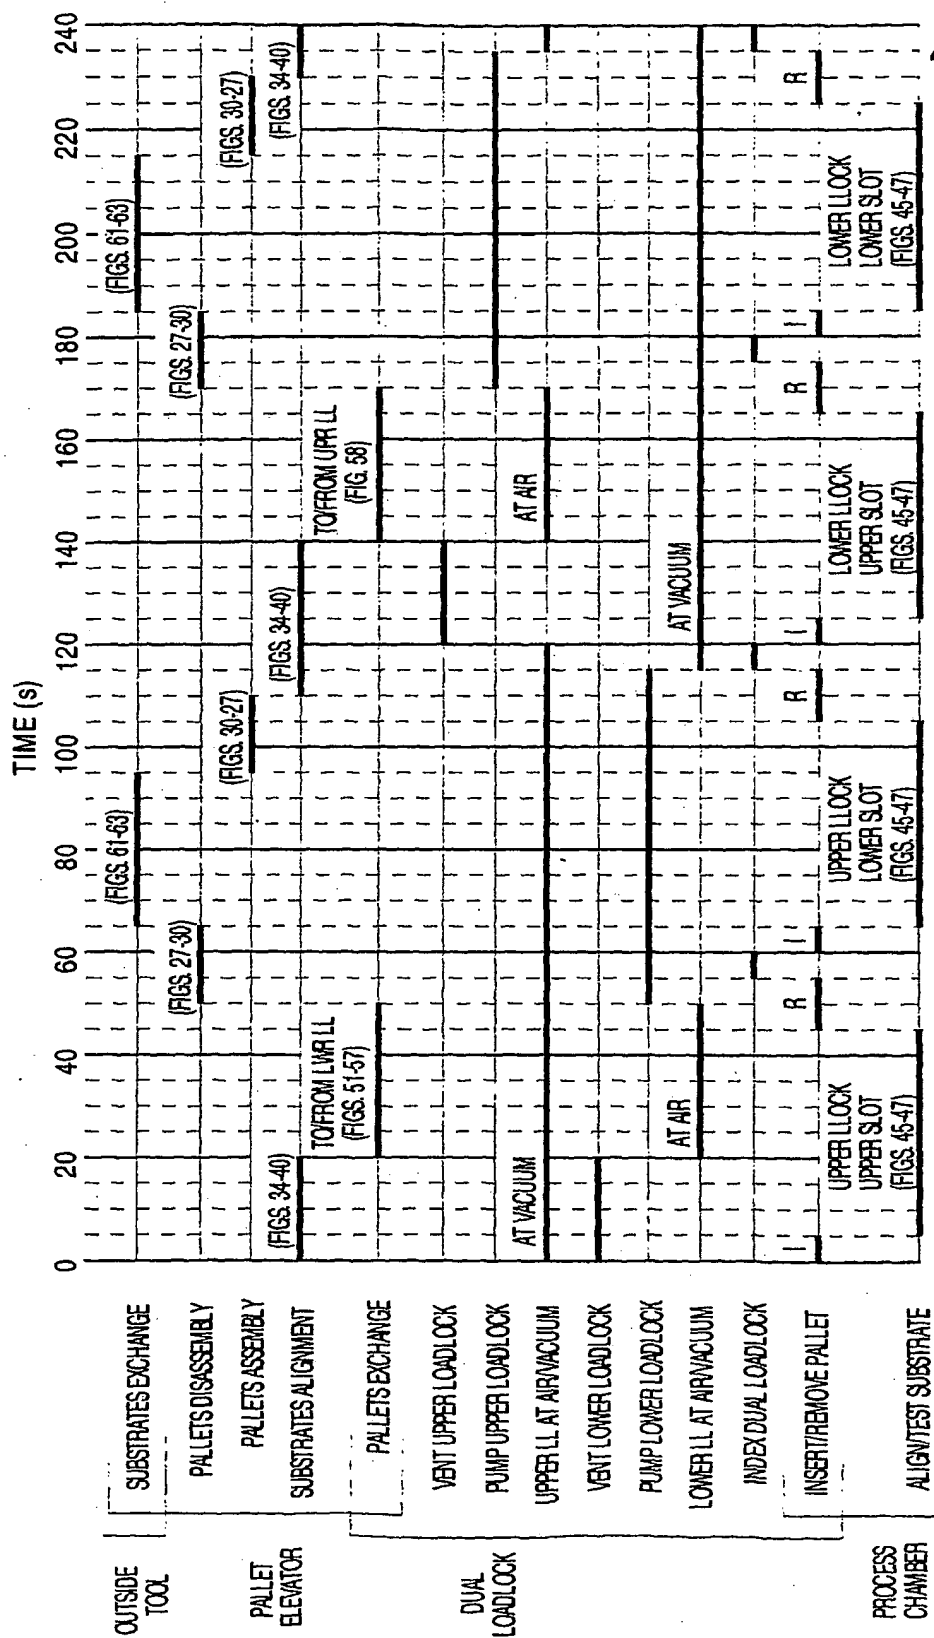 TIME (s)
0 20 40 60 80 100 120 140 160 180 200 220 240
OUTSIDE
TOOL
PALLET
ELEVATOR
DUAL
LOADLOCK
PROCESS
CHAMBER
SUBSTRATES EXCHANGE
(FIGS. 61-63)
(FIGS. 61-63)
PALLETS DISASSEMBLY
(FIGS. 27-30)
(FIGS. 27-30)
PALLETS ASSEMBLY
(FIGS. 30-27)
(FIGS. 30-27)
SUBSTRATES ALIGNMENT
(FIGS. 34-40)
(FIGS. 34-40)
(FIGS. 34-40)
PALLETS EXCHANGE
TO/FROM LWR LL
(FIGS. 51-57)
TO/FROM UPR LL
(FIG. 58)
VENT UPPER LOADLOCK
PUMP UPPER LOADLOCK
UPPER LL AT AIR/VACUUM
AT VACUUM
AT AIR
VENT LOWER LOADLOCK
PUMP LOWER LOADLOCK
LOWER LL AT AIR/VACUUM
AT AIR
AT VACUUM
INDEX DUAL LOADLOCK
INSERT/REMOVE PALLET
I R I R I R I R
ALIGN/TEST SUBSTRATE
UPPER LLOCK
UPPER SLOT
(FIGS. 45-47)
UPPER LLOCK
LOWER SLOT
(FIGS. 45-47)
LOWER LLOCK
UPPER SLOT
(FIGS. 45-47)
LOWER LLOCK
LOWER SLOT
(FIGS. 45-47)